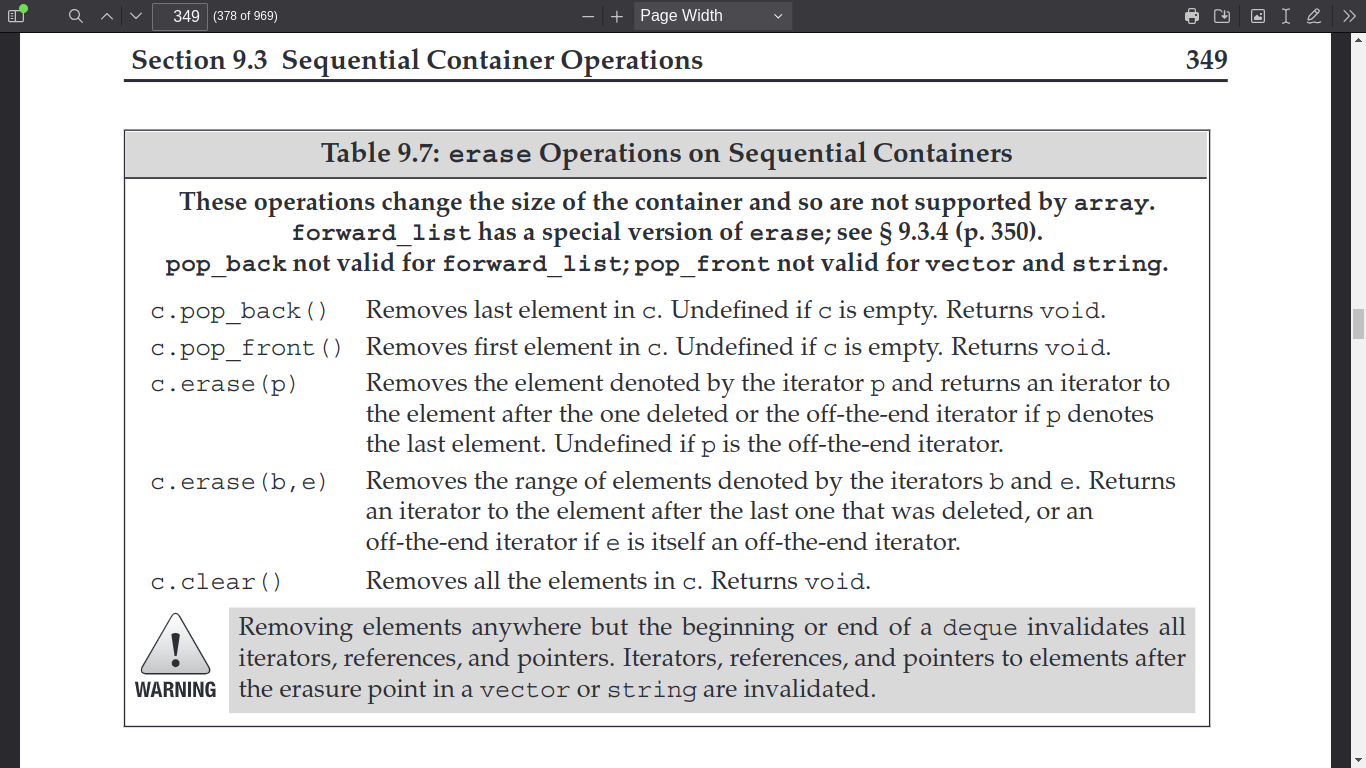 349 (378 of 969) Page Width
Section 9.3 Sequential Container Operations 349
Table 9.7: erase Operations on Sequential Containers
These operations change the size of the container and so are not supported by array.
forward_list has a special version of erase; see § 9.3.4 (p. 350).
pop_back not valid for forward_list; pop_front not valid for vector and string.
c.pop_back() Removes last element in c. Undefined if c is empty. Returns void.
c.pop_front() Removes first element in c. Undefined if c is empty. Returns void.
c.erase(p) Removes the element denoted by the iterator p and returns an iterator to
the element after the one deleted or the off-the-end iterator if p denotes
the last element. Undefined if p is the off-the-end iterator.
c.erase(b,e) Removes the range of elements denoted by the iterators b and e. Returns
an iterator to the element after the last one that was deleted, or an
off-the-end iterator if e is itself an off-the-end iterator.
c.clear() Removes all the elements in c. Returns void.
Removing elements anywhere but the beginning or end of a deque invalidates all
iterators, references, and pointers. Iterators, references, and pointers to elements after
the erasure point in a vector or string are invalidated.
WARNING